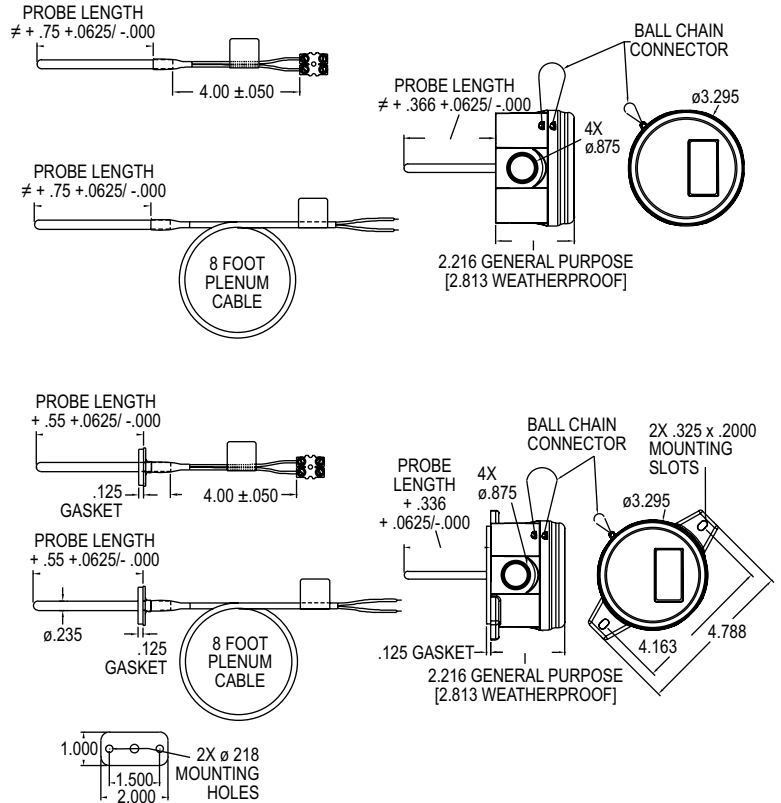 PROBE LENGTH
≠ + .75 +.0625/ -.000
4.00 ±.050
PROBE LENGTH
≠ + .366 +.0625/ -.000
BALL CHAIN
CONNECTOR
4X
ø.875
ø3.295
2.216 GENERAL PURPOSE
[2.813 WEATHERPROOF]
PROBE LENGTH
≠ + .75 +.0625/ -.000
8 FOOT
PLENUM
CABLE
PROBE LENGTH
+ .55 +.0625/ -.000
.125
GASKET
4.00 ±.050
PROBE LENGTH
+ .55 +.0625/- .000
ø.235
.125
GASKET
8 FOOT
PLENUM
CABLE
1.000
1.500
2.000
2X ø 218
MOUNTING
HOLES
PROBE
LENGTH
+ .336
+ .0625/-.000
4X
ø.875
BALL CHAIN
CONNECTOR
2X .325 x .2000
MOUNTING
SLOTS
ø3.295
4.163
4.788
.125 GASKET
2.216 GENERAL PURPOSE
[2.813 WEATHERPROOF]